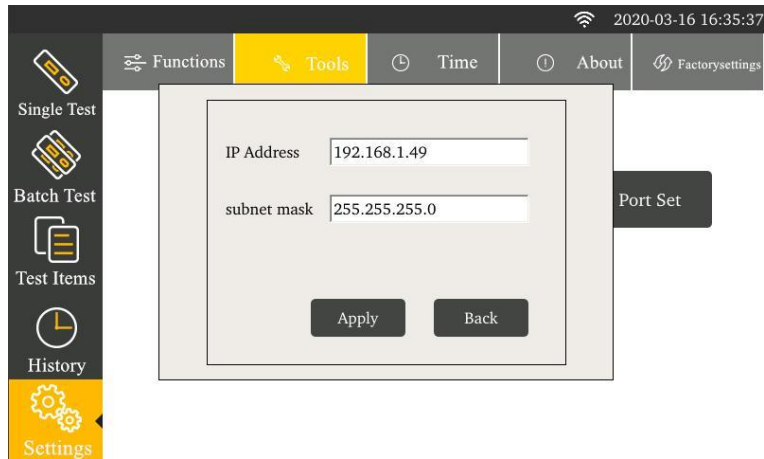 2020-03-16 16:35:37
Functions
Tools
Time
About
Factorysettings
Single Test
Batch Test
Test Items
History
Settings
IP Address 192.168.1.49
subnet mask 255.255.255.0
Apply
Back
Port Set